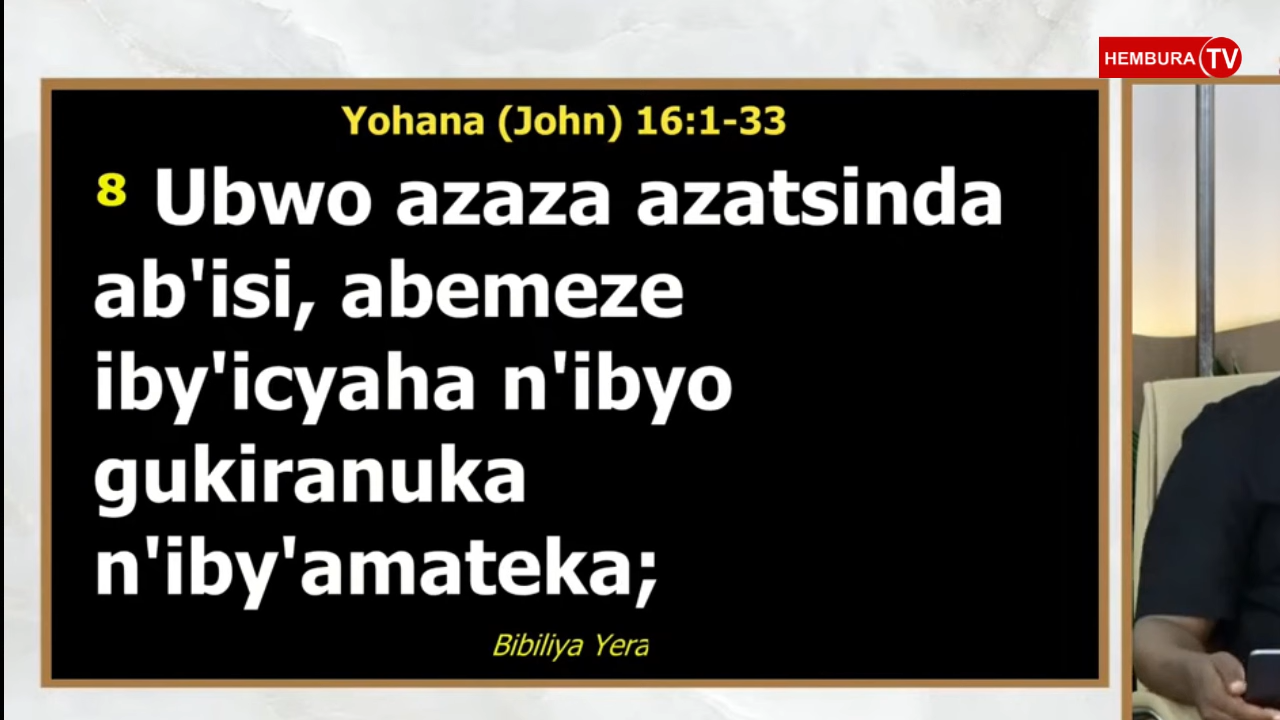 HEMBURA TV
Yohana (John) 16:1-33
8 Ubwo azaza azatsinda
ab'isi, abemeze
iby'icyaha n'ibyo
gukiranuka
n'iby'amateka;
Bibiliya Yera